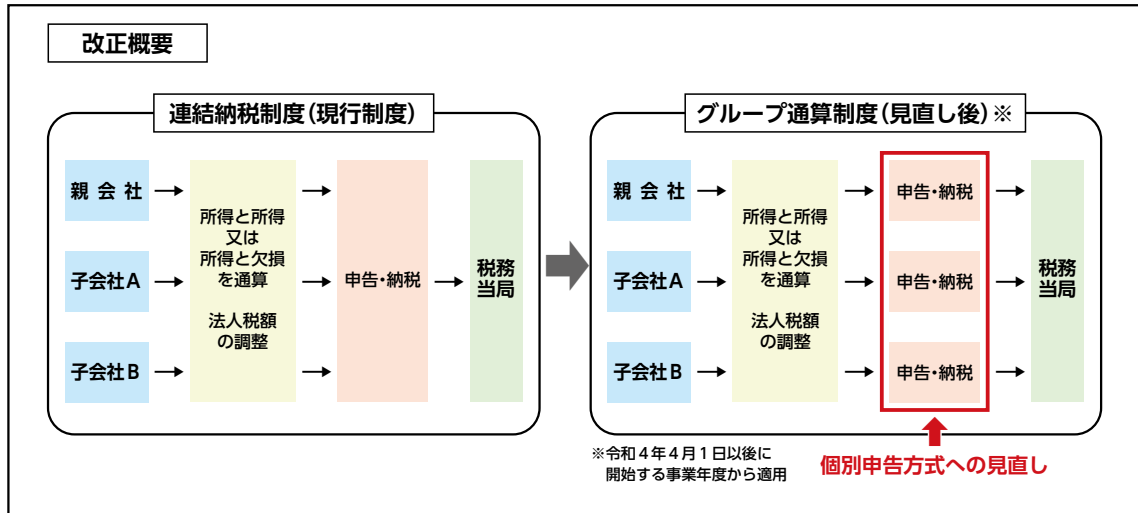 改正概要
連結納税制度(現行制度)
親会社
子会社A
子会社B
所得と所得
又は
所得と欠損
を通算
法人税額
の調整
申告・納税
税務
当局
グループ通算制度(見直し後)※
親会社
子会社A
子会社B
所得と所得
又は
所得と欠損
を通算
法人税額
の調整
申告・納税
申告・納税
申告・納税
税務
当局
※令和4年4月1日以後に
開始する事業年度から適用
個別申告方式への見直し